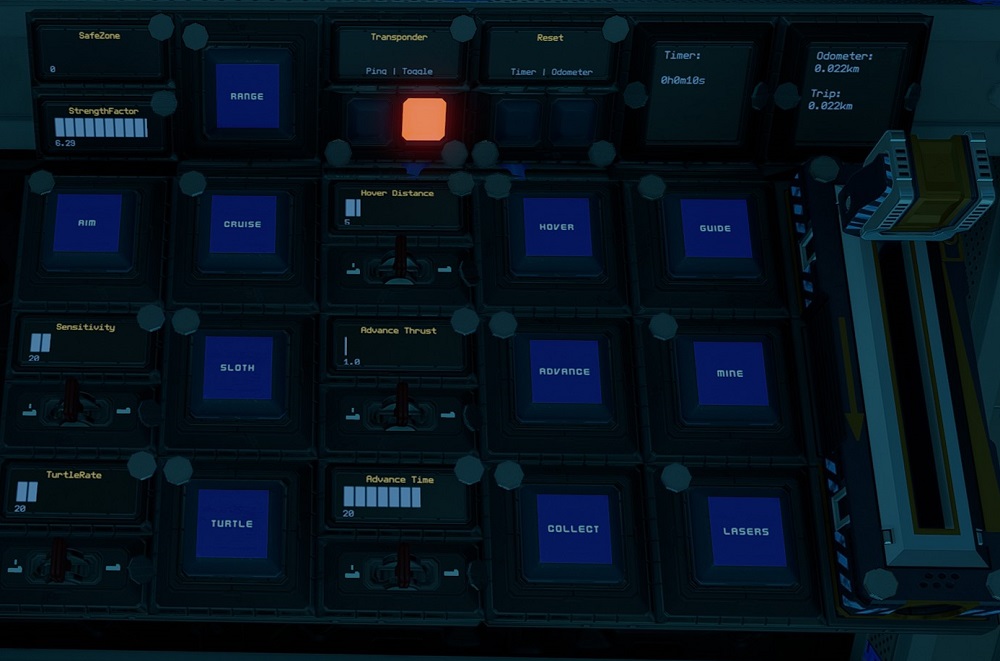 SafeZone
0
StrengthFactor
6.29
RANGE
Transponder
Ping | Toggle
Reset
Timer | Odometer
Timer:
0h0m10s
Odometer:
0.022km
Trip:
0.022km
AIM
CRUISE
Hover Distance
5
HOVER
GUIDE
Sensitivity
20
SLOTH
Advance Thrust
1.0
ADVANCE
MINE
TurtleRate
20
TURTLE
Advance Time
20
COLLECT
LASERS